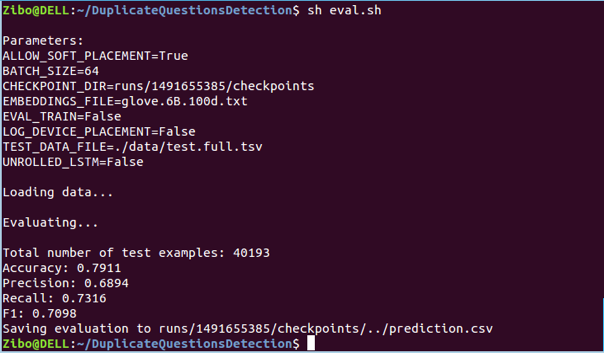 Zibo@DELL:~/DuplicateQuestionsDetection$ sh eval.sh
Parameters:
ALLOW_SOFT_PLACEMENT=True
BATCH_SIZE=64
CHECKPOINT_DIR=runs/1491655385/checkpoints
EMBEDDINGS_FILE=glove.6B.100d.txt
EVAL_TRAIN=False
LOG_DEVICE_PLACEMENT=False
TEST_DATA_FILE=./data/test.full.tsv
UNROLLED_LSTM=False
Loading data...
Evaluating...
Total number of test examples: 40193
Accuracy: 0.7911
Precision: 0.6894
Recall: 0.7316
F1: 0.7098
Saving evaluation to runs/1491655385/checkpoints/../prediction.csv
Zibo@DELL:~/DuplicateQuestionsDetection$